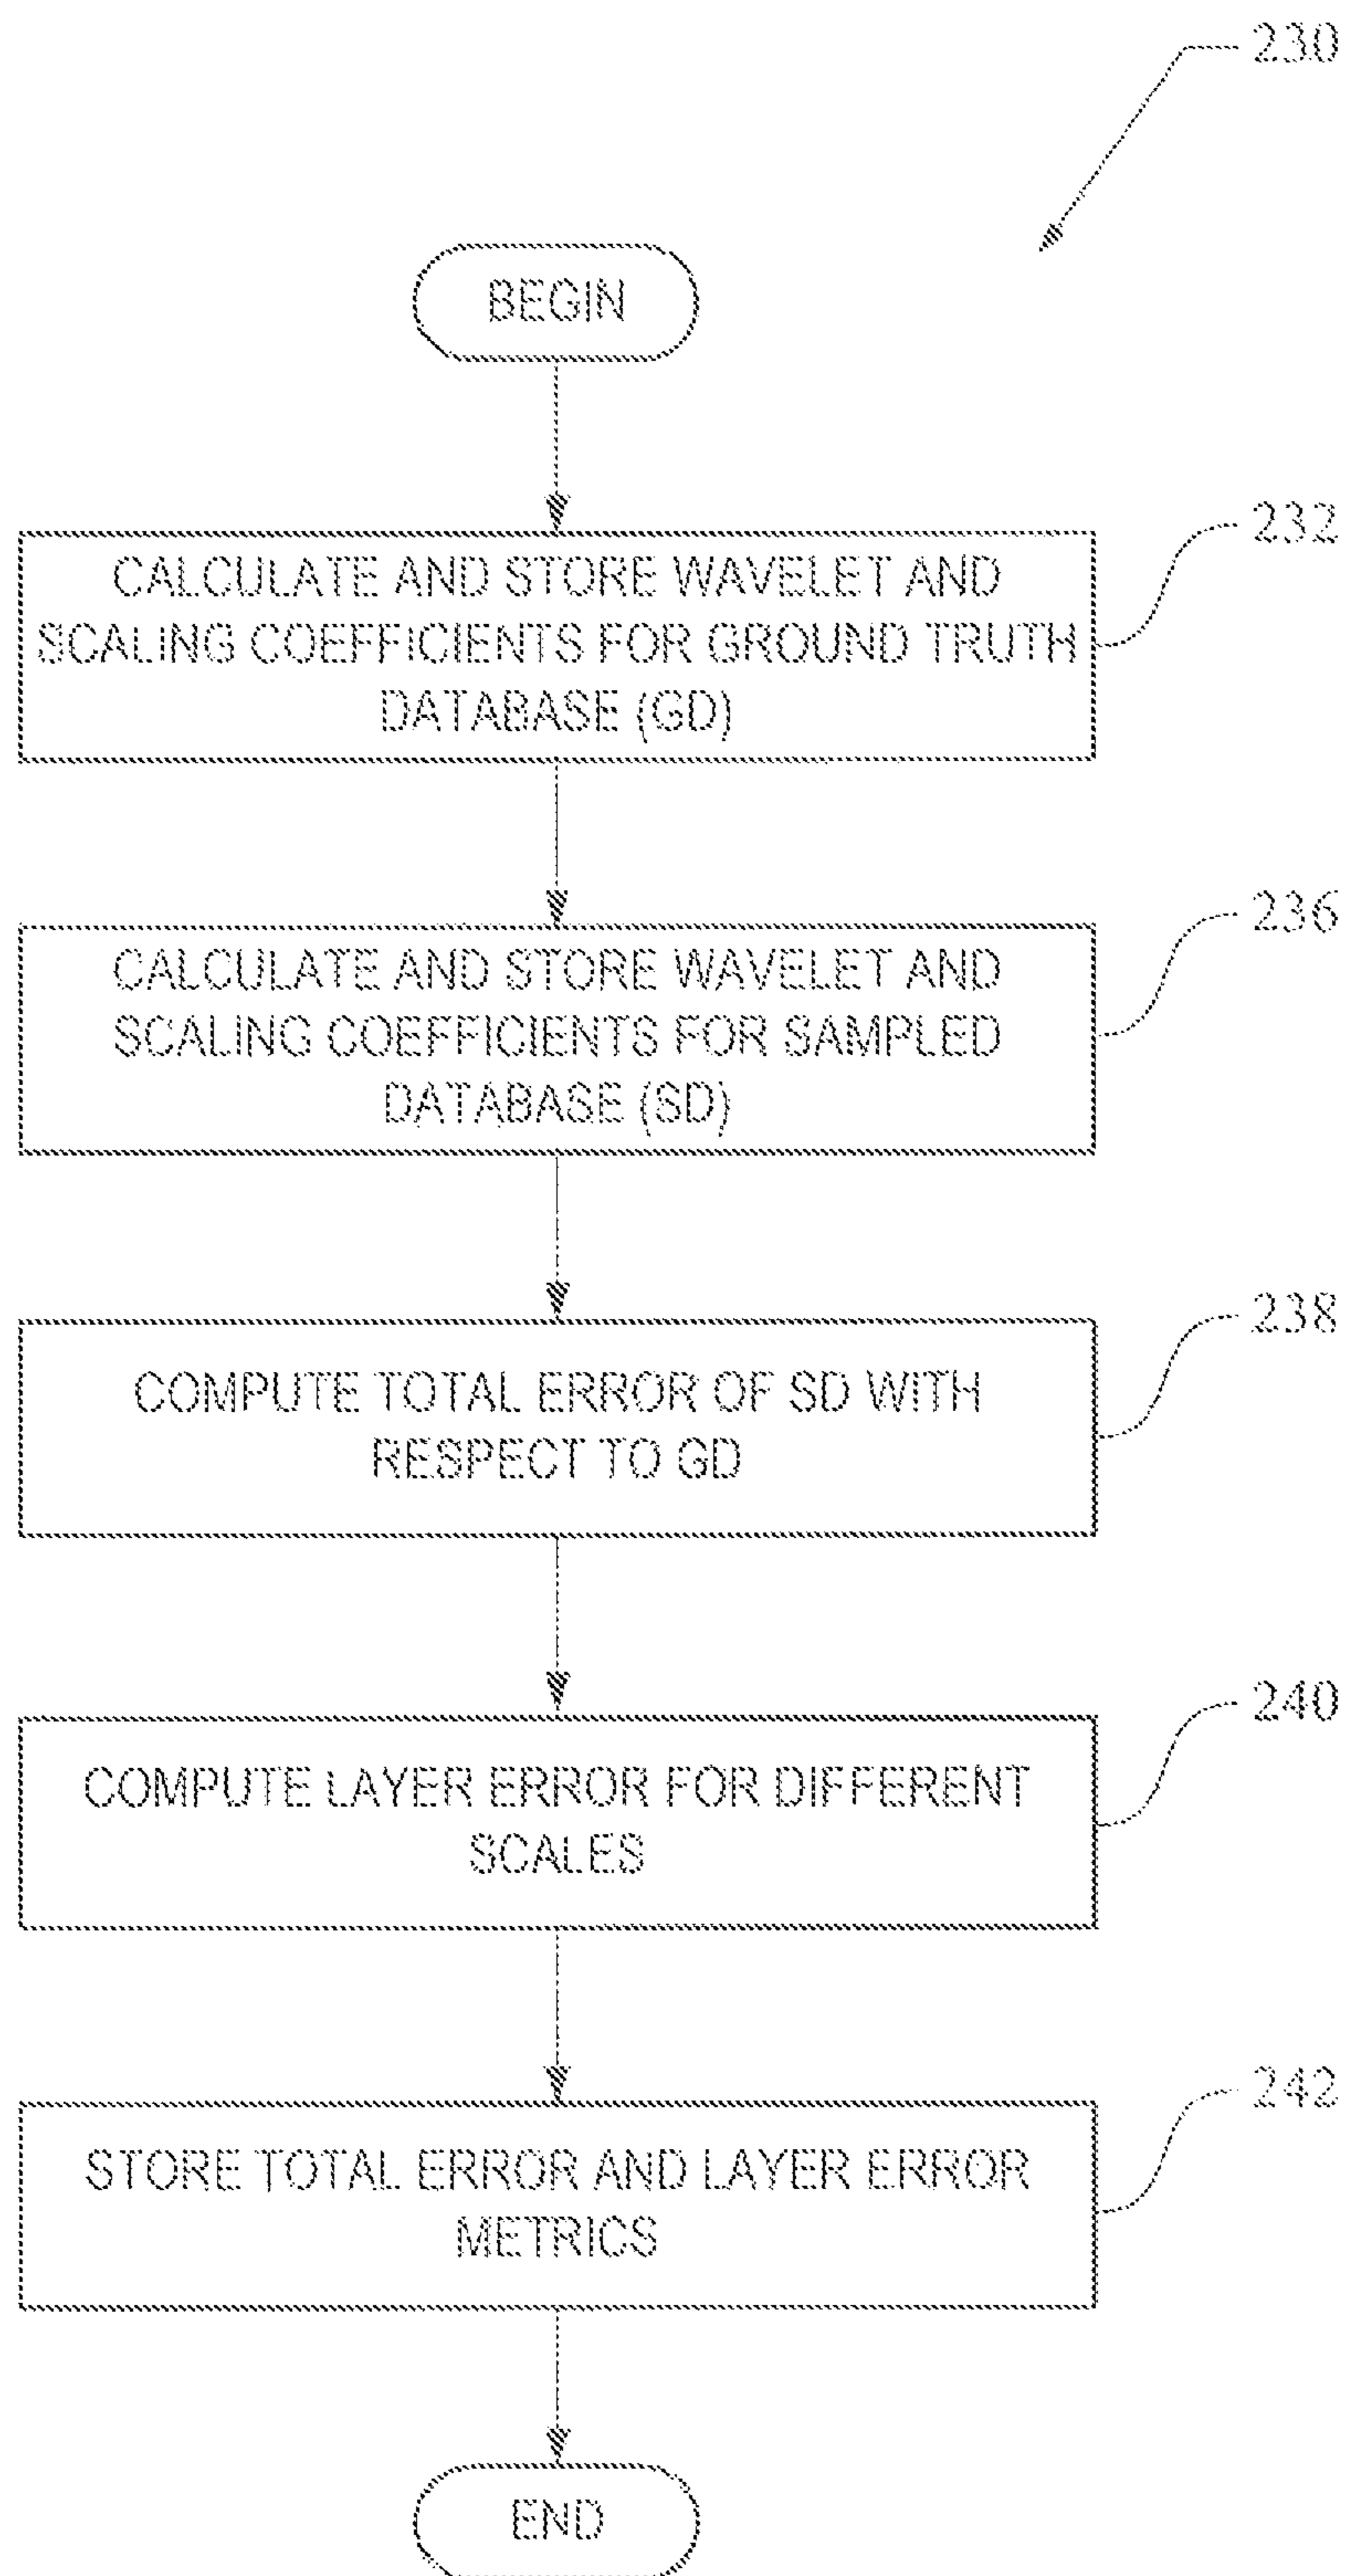 230
BEGIN
232
CALCULATE AND STORE WAVELET AND
SCALING COEFFICIENTS FOR GROUND TRUTH
DATABASE (GD)
236
CALCULATE AND STORE WAVELET AND
SCALING COEFFICIENTS FOR SAMPLED
DATABASE (SD)
238
COMPUTE TOTAL ERROR OF SD WITH
RESPECT TO GD
240
COMPUTE LAYER ERROR FOR DIFFERENT
SCALES
242
STORE TOTAL ERROR AND LAYER ERROR
METRICS
END